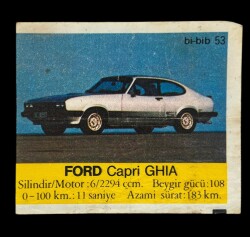 bi-bib 53
FORD Capri GHIA
Silindir/Motor :6/2294 ccm. Beygir gücü:108
0-100 km.: 11 saniye Azami sürat:183 km.